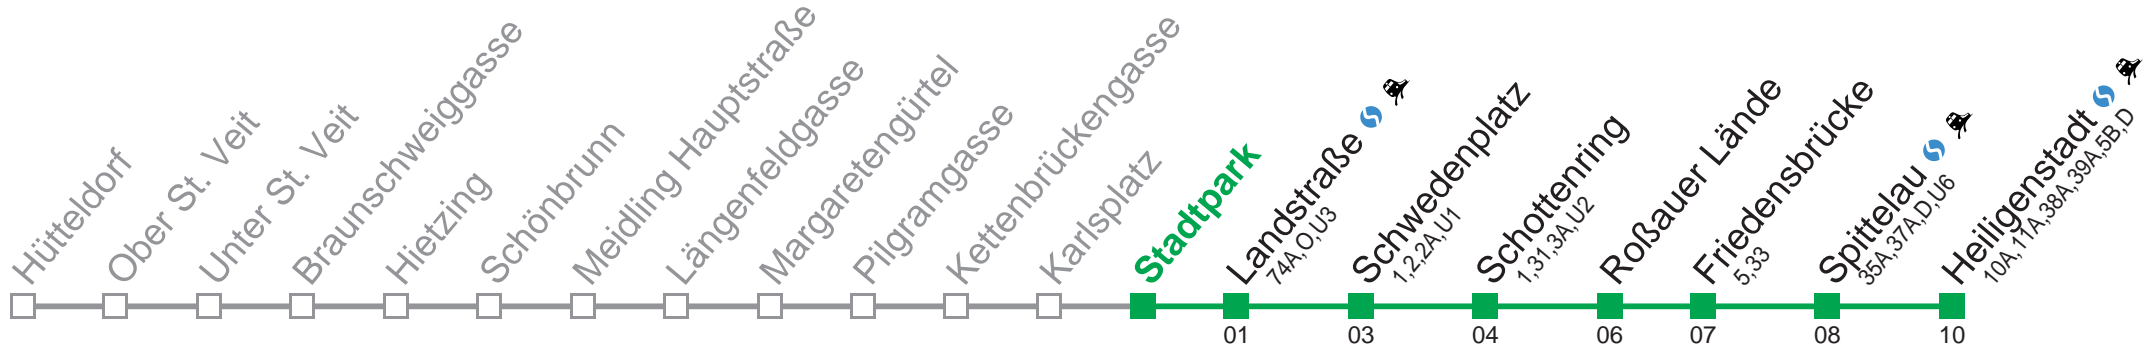 Hütteldorf
Ober St. Veit
Unter St. Veit
Braunschweiggasse
Hietzing
Schönbrunn
Meidling Hauptstraße
Längenfeldgasse
Margaretengürtel
Pilgramgasse
Kettenbrückengasse
Karlsplatz
Stadtpark
Landstraße
74A,O,U3
Schwedenplatz
1,2,2A,U1
Schottenring
1,31,3A,U2
Roßauer Lände
Friedensbrücke
5,33
Spittelau
35A,37A,D,U6
Heiligenstadt
10A,11A,38A,39A,5B,D
01 03 04 06 07 08 10